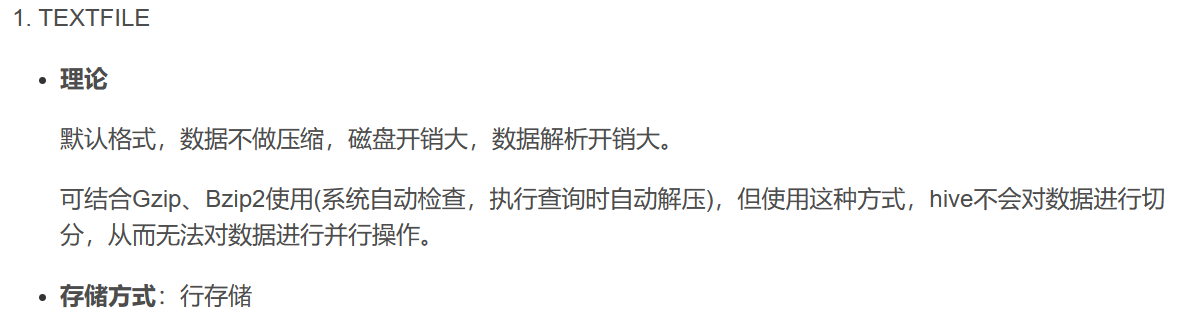 1. TEXTFILE
• 理论
默认格式，数据不做压缩，磁盘开销大，数据解析开销大。
可结合Gzip、Bzip2使用(系统自动检查，执行查询时自动解压)，但使用这种方式，hive不会对数据进行切
分，从而无法对数据进行并行操作。
• 存储方式：行存储